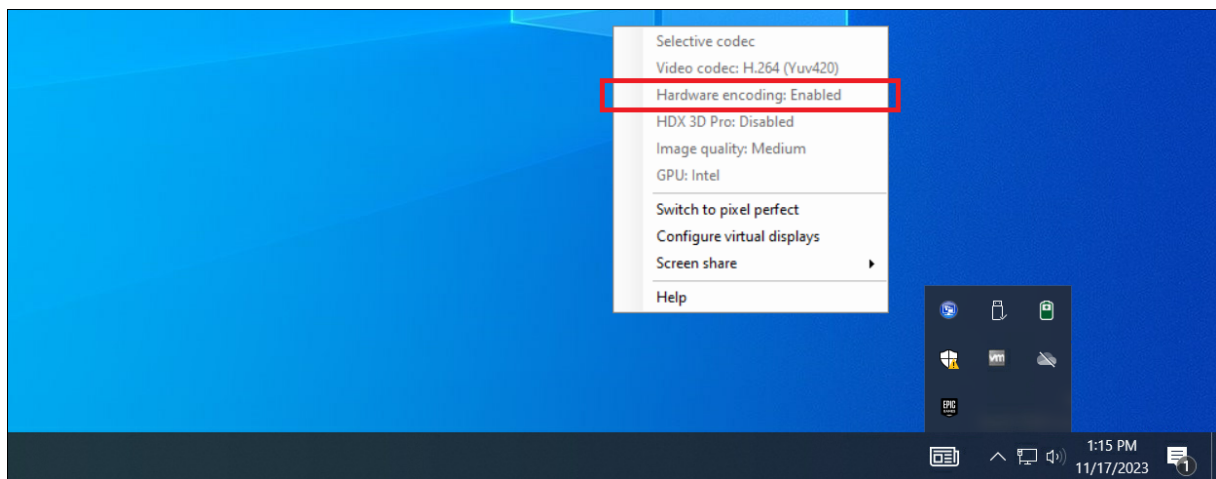 Selective codec
Video codec: H.264 (Yuv420)
Hardware encoding: Enabled
HDX 3D Pro: Disabled
Image quality: Medium
GPU: Intel
Switch to pixel perfect
Configure virtual displays
Screen share
Help
vm
EPIC
1:15 PM
11/17/2023
1